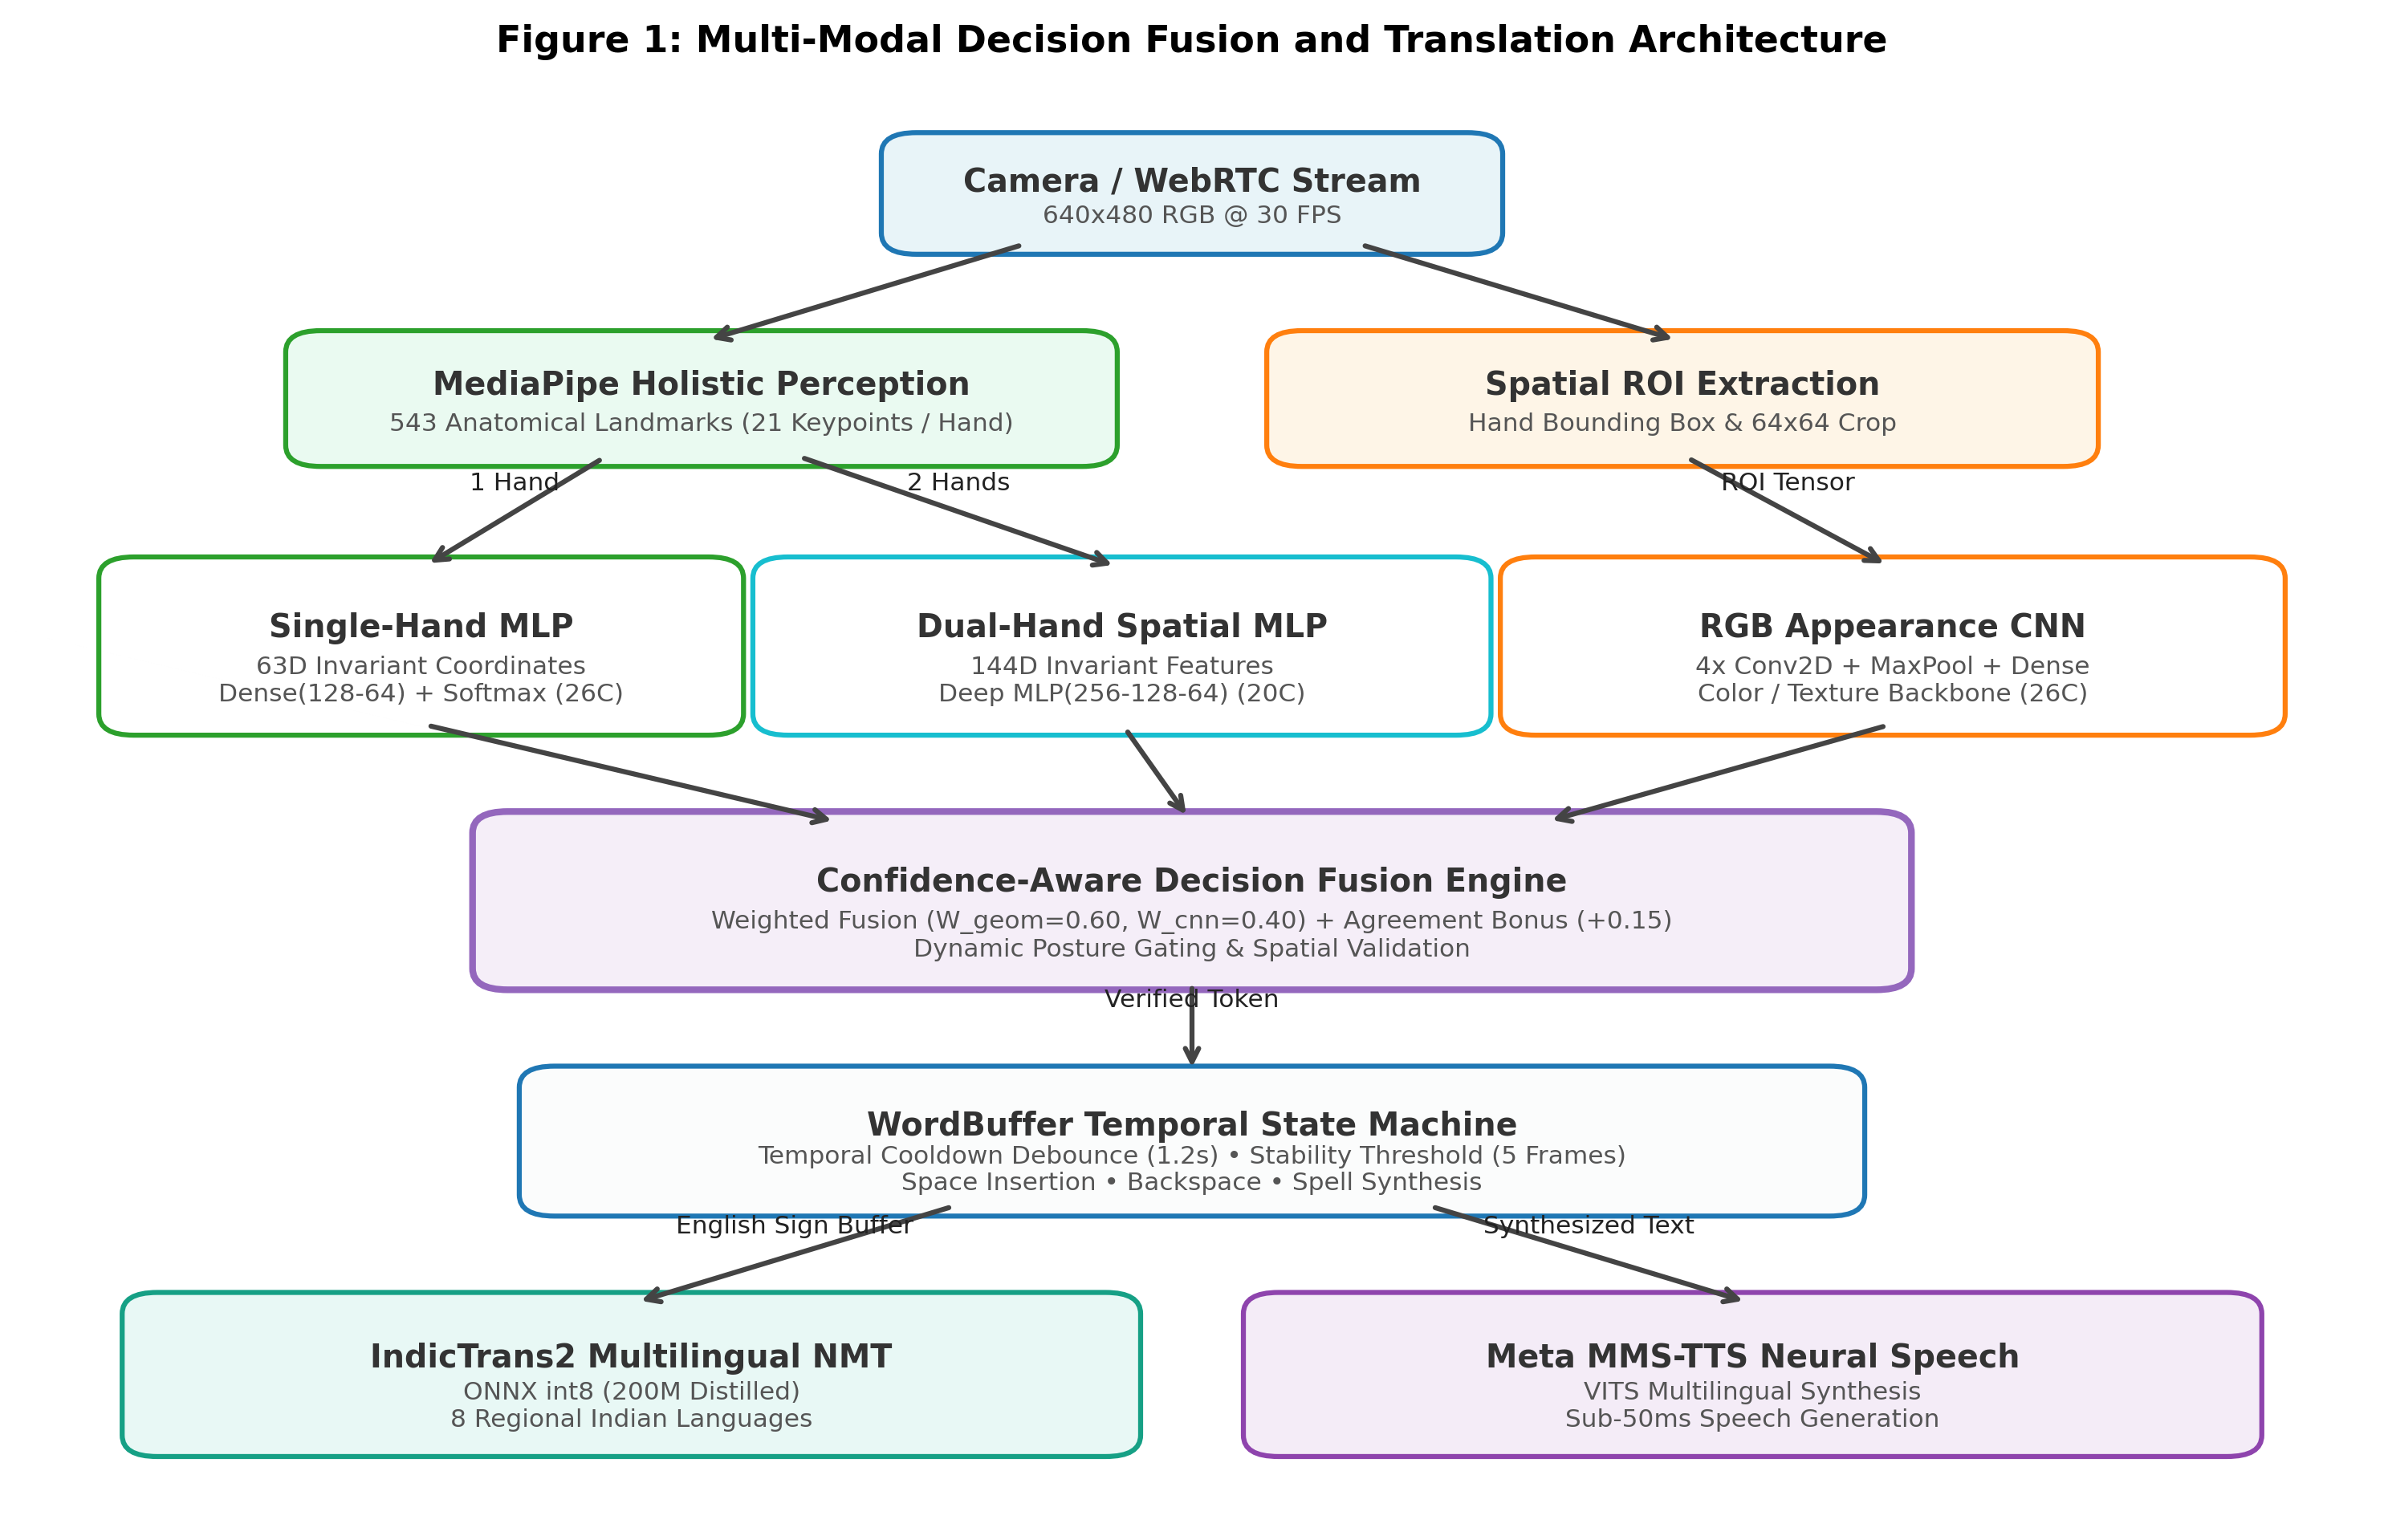 Figure 1: Multi-Modal Decision Fusion and Translation Architecture
Camera / WebRTC Stream
640x480 RGB @ 30 FPS
MediaPipe Holistic Perception
543 Anatomical Landmarks (21 Keypoints / Hand)
Spatial ROI Extraction
Hand Bounding Box & 64x64 Crop
1 Hand
2 Hands
ROI Tensor
Single-Hand MLP
63D Invariant Coordinates
Dense(128-64) + Softmax (26C)
Dual-Hand Spatial MLP
144D Invariant Features
Deep MLP(256-128-64) (20C)
RGB Appearance CNN
4x Conv2D + MaxPool + Dense
Color / Texture Backbone (26C)
Confidence-Aware Decision Fusion Engine
Weighted Fusion (W_geom=0.60, W_cnn=0.40) + Agreement Bonus (+0.15)
Dynamic Posture Gating & Spatial Validation
Verified Token
WordBuffer Temporal State Machine
Temporal Cooldown Debounce (1.2s) • Stability Threshold (5 Frames)
Space Insertion • Backspace • Spell Synthesis
English Sign Buffer
Synthesized Text
IndicTrans2 Multilingual NMT
ONNX int8 (200M Distilled)
8 Regional Indian Languages
Meta MMS-TTS Neural Speech
VITS Multilingual Synthesis
Sub-50ms Speech Generation